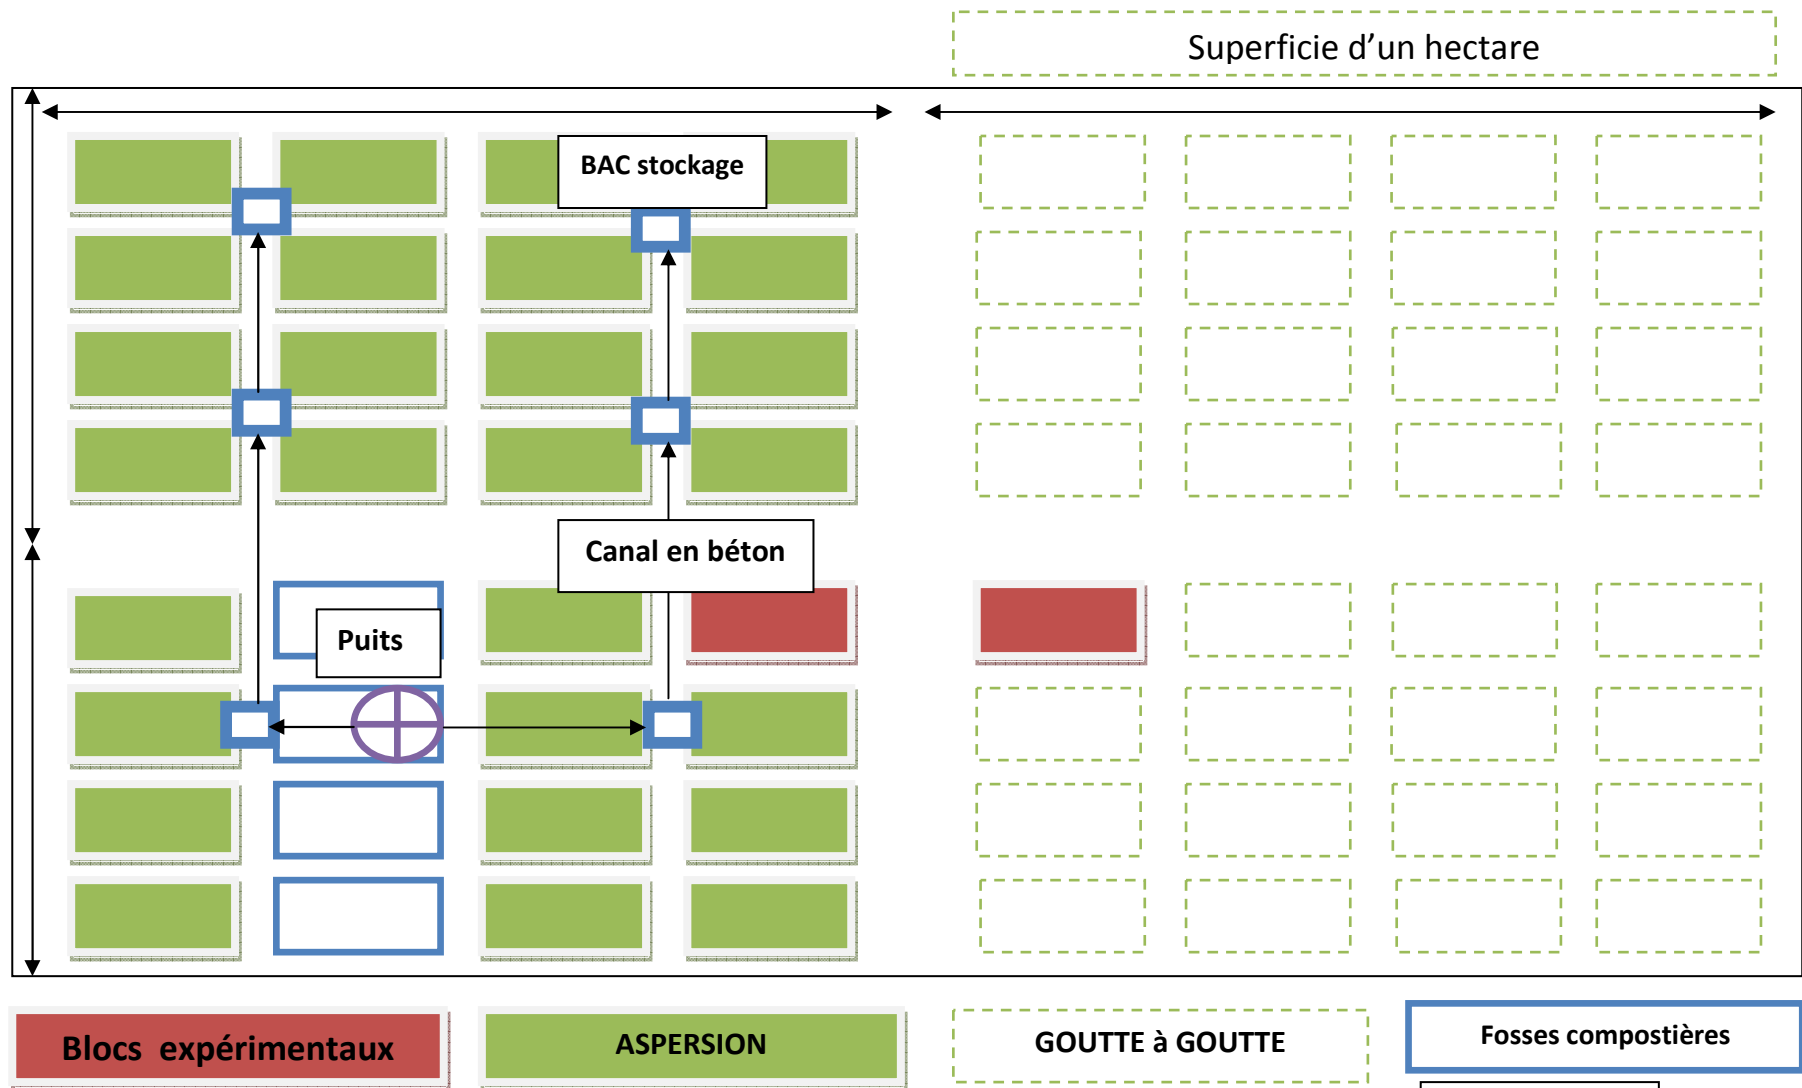 Superficie d'un hectare
BAC stockage
Canal en béton
Puits
Blocs expérimentaux
ASPERSION
GOUTTE à GOUTTE
Fosses compostières